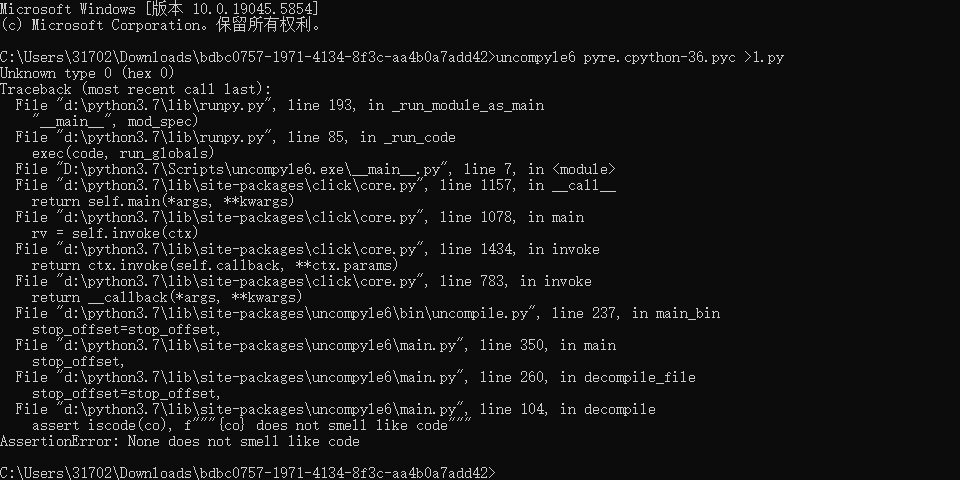 Microsoft Windows [版本 10.0.19045.5854]
(c) Microsoft Corporation。保留所有权利。
C:\Users\31702\Downloads\bdbc0757-1971-4134-8f3c-aa4b0a7add42>uncompyle6 pyre.cpython-36.pyc >1.py
Unknown type 0 (hex 0)
Traceback (most recent call last):
  File "d:\python3.7\lib\runpy.py", line 193, in _run_module_as_main
    "__main__", mod_spec)
  File "d:\python3.7\lib\runpy.py", line 85, in _run_code
    exec(code, run_globals)
  File "D:\python3.7\Scripts\uncompyle6.exe\__main__.py", line 7, in <module>
  File "d:\python3.7\lib\site-packages\click\core.py", line 1157, in __call__
    return self.main(*args, **kwargs)
  File "d:\python3.7\lib\site-packages\click\core.py", line 1078, in main
    rv = self.invoke(ctx)
  File "d:\python3.7\lib\site-packages\click\core.py", line 1434, in invoke
    return ctx.invoke(self.callback, **ctx.params)
  File "d:\python3.7\lib\site-packages\click\core.py", line 783, in invoke
    return __callback(*args, **kwargs)
  File "d:\python3.7\lib\site-packages\uncompyle6\bin\uncompile.py", line 237, in main_bin
    stop_offset=stop_offset,
  File "d:\python3.7\lib\site-packages\uncompyle6\main.py", line 350, in main
    stop_offset,
  File "d:\python3.7\lib\site-packages\uncompyle6\main.py", line 260, in decompile_file
    stop_offset=stop_offset,
  File "d:\python3.7\lib\site-packages\uncompyle6\main.py", line 104, in decompile
    assert iscode(co), f"""{co} does not smell like code"""
AssertionError: None does not smell like code
C:\Users\31702\Downloads\bdbc0757-1971-4134-8f3c-aa4b0a7add42>